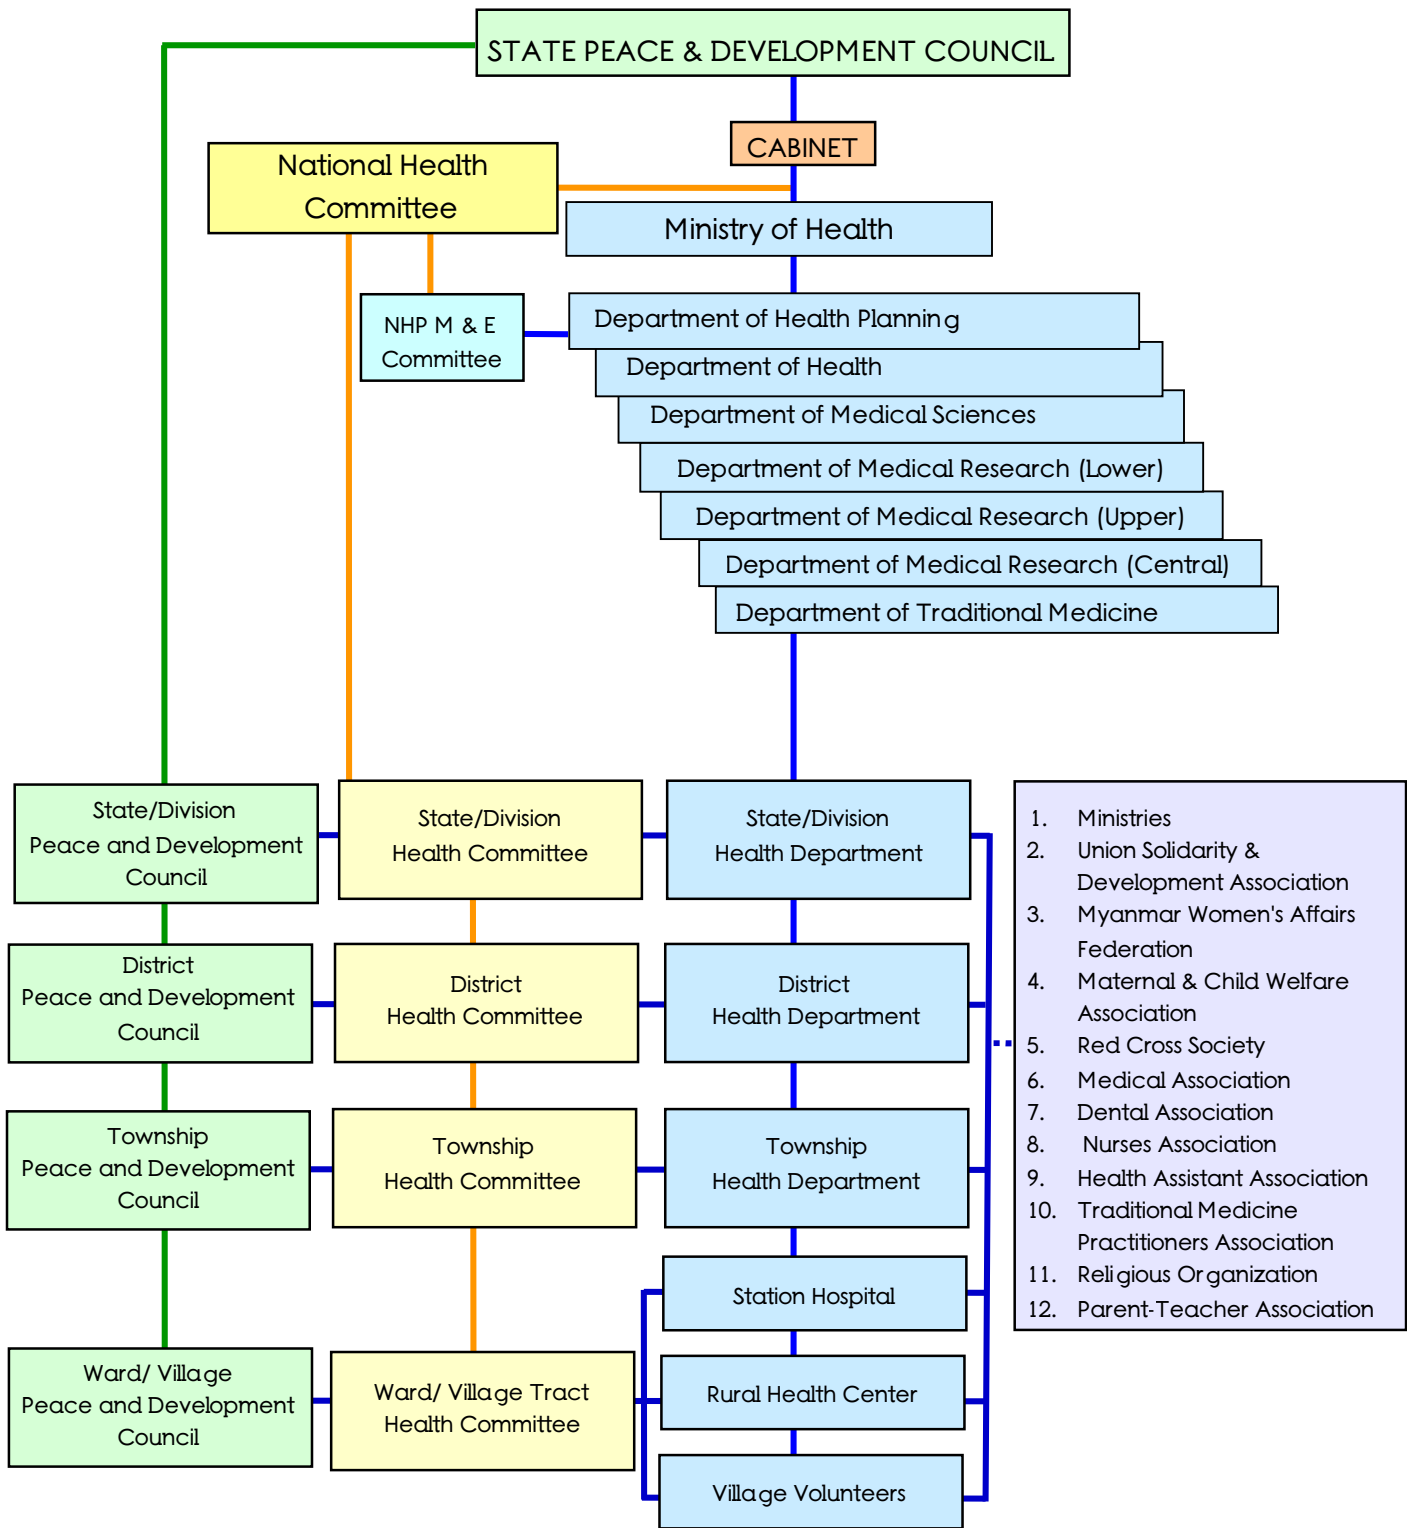 STATE PEACE & DEVELOPMENT COUNCIL
CABINET
National Health
Committee
Ministry of Health
NHP M & E
Committee
Department of Health Planning
Department of Health
Department of Medical Sciences
Department of Medical Research (Lower)
Department of Medical Research (Upper)
Department of Medical Research (Central)
Department of Traditional Medicine
State/Division
Peace and Development
Council
State/Division
Health Committee
State/Division
Health Department
District
Peace and Development
Council
District
Health Committee
District
Health Department
Township
Peace and Development
Council
Township
Health Committee
Township
Health Department
Station Hospital
Ward/ Village
Peace and Development
Council
Ward/ Village Tract
Health Committee
Rural Health Center
Village Volunteers
1. Ministries
2. Union Solidarity &
Development Association
3. Myanmar Women's Affairs
Federation
4. Maternal & Child Welfare
Association
5. Red Cross Society
6. Medical Association
7. Dental Association
8. Nurses Association
9. Health Assistant Association
10. Traditional Medicine
Practitioners Association
11. Religious Organization
12. Parent-Teacher Association